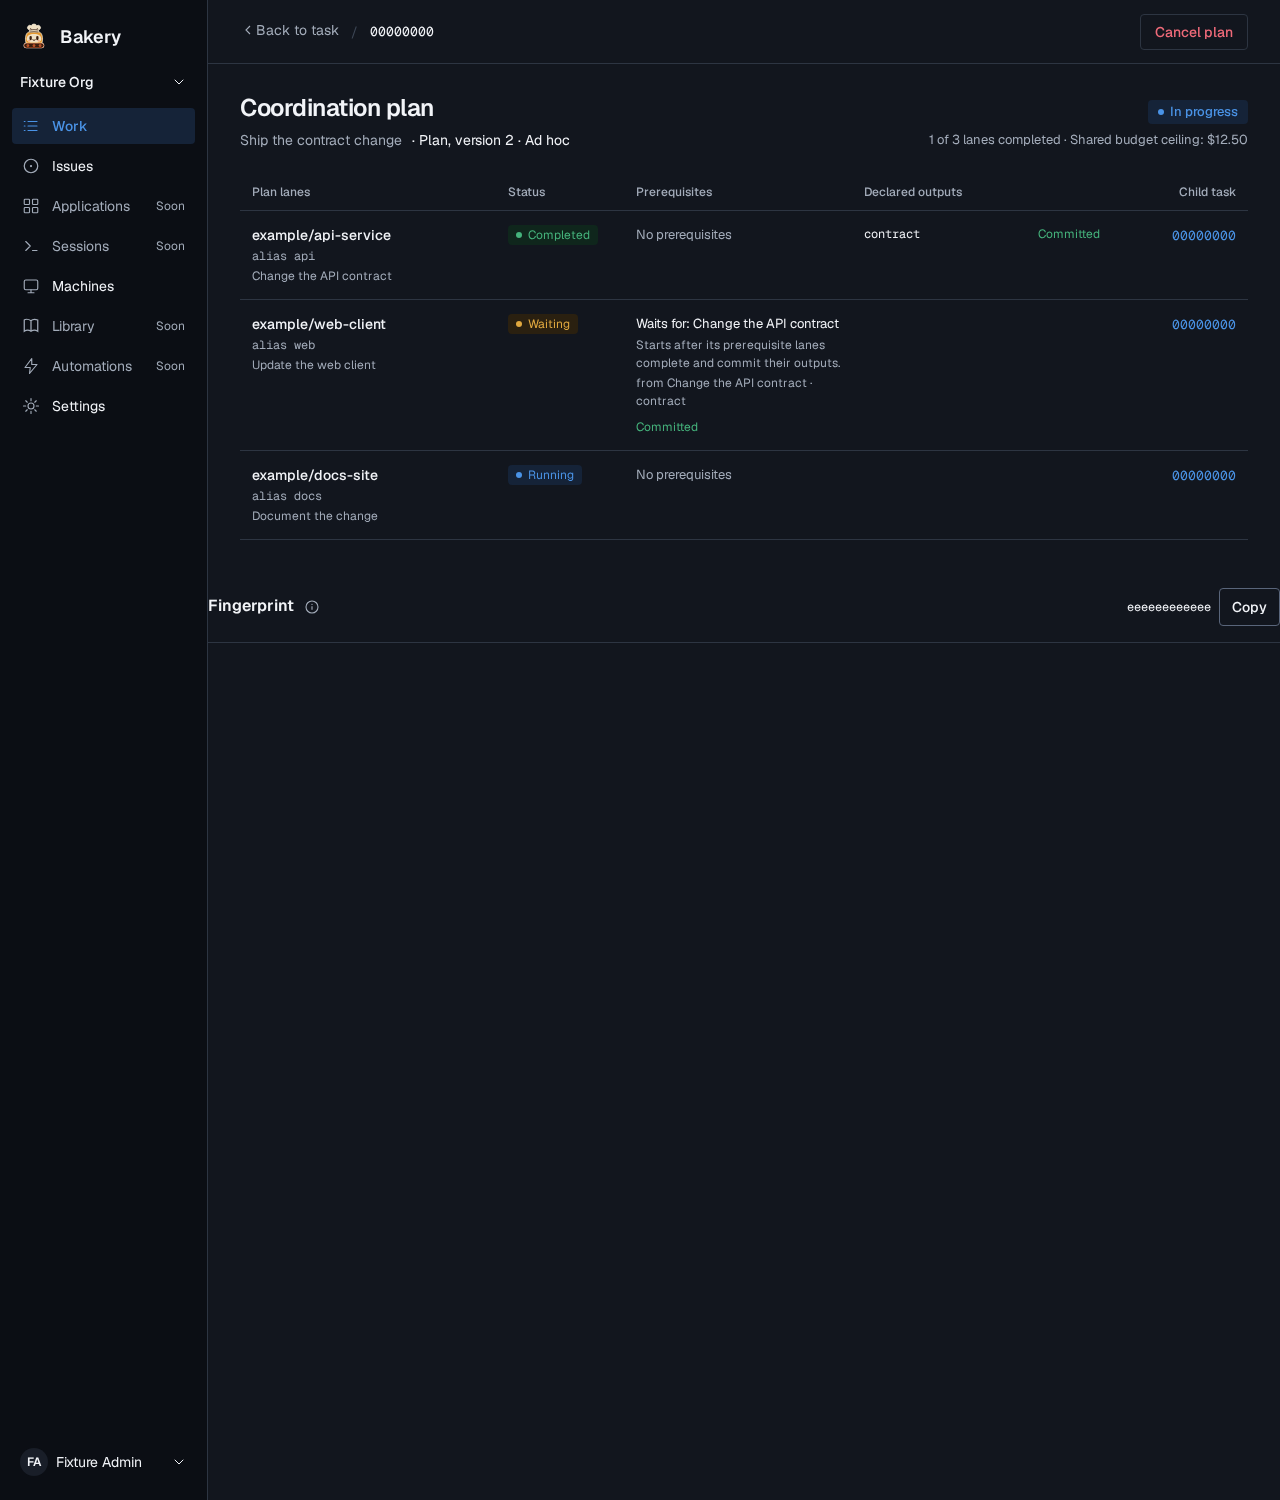 Bakery
Back to task / 00000000
Cancel plan
Fixture Org
Work
Issues
Applications Soon
Sessions Soon
Machines
Library Soon
Automations Soon
Settings
Coordination plan
In progress
Ship the contract change · Plan, version 2 · Ad hoc
1 of 3 lanes completed · Shared budget ceiling: $12.50
Plan lanes Status Prerequisites Declared outputs Child task
example/api-service Completed No prerequisites contract Committed 00000000
alias api
Change the API contract
example/web-client Waiting Waits for: Change the API contract 00000000
alias web
Update the web client
Starts after its prerequisite lanes
complete and commit their outputs.
from Change the API contract ·
contract
Committed
example/docs-site Running No prerequisites 00000000
alias docs
Document the change
Fingerprint
eeeeeeeeeeee Copy
FA Fixture Admin